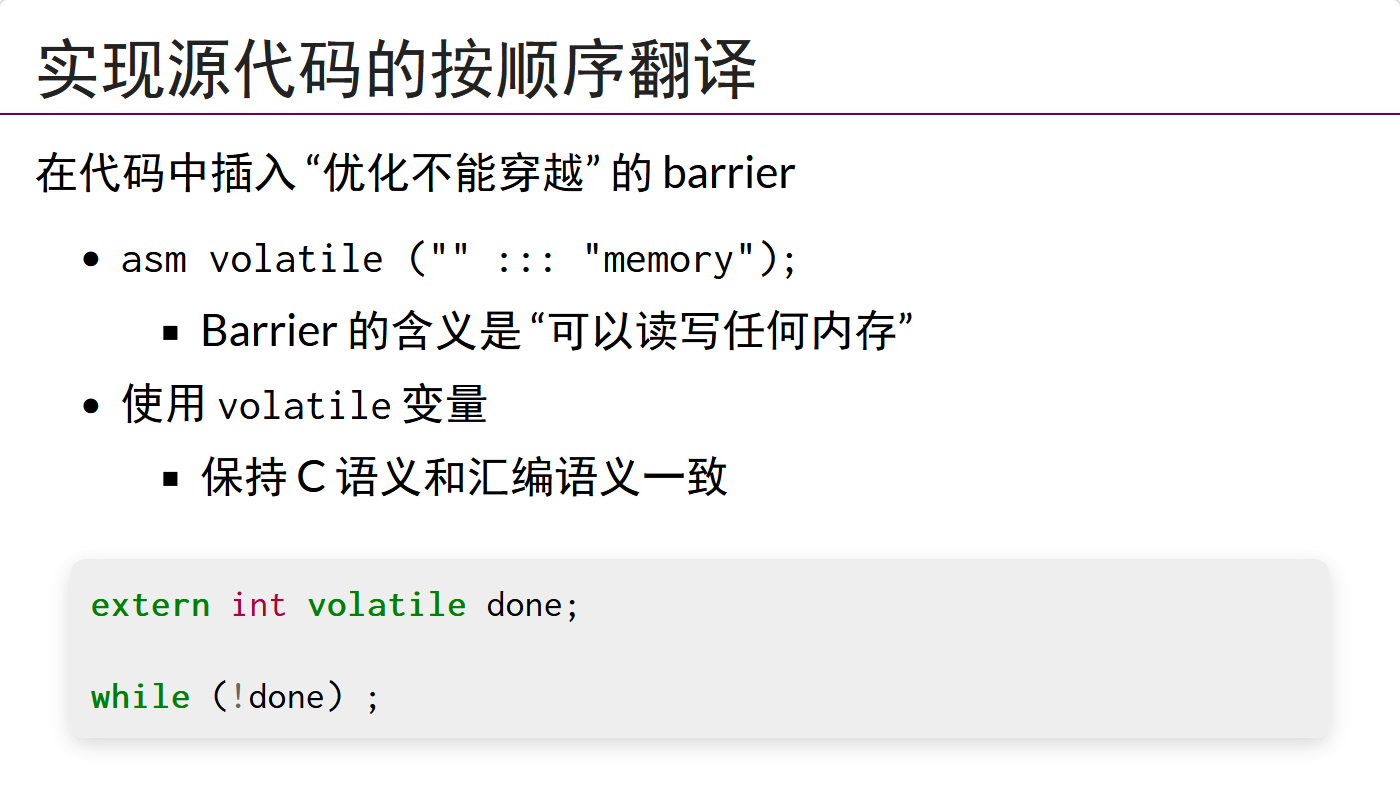 实现源代码的按顺序翻译
在代码中插入 “优化不能穿越” 的 barrier
asm volatile ("" ::: "memory");
Barrier 的含义是 “可以读写任何内存”
使用 volatile 变量
保持 C 语义和汇编语义一致
extern int volatile done;
while (!done) ;